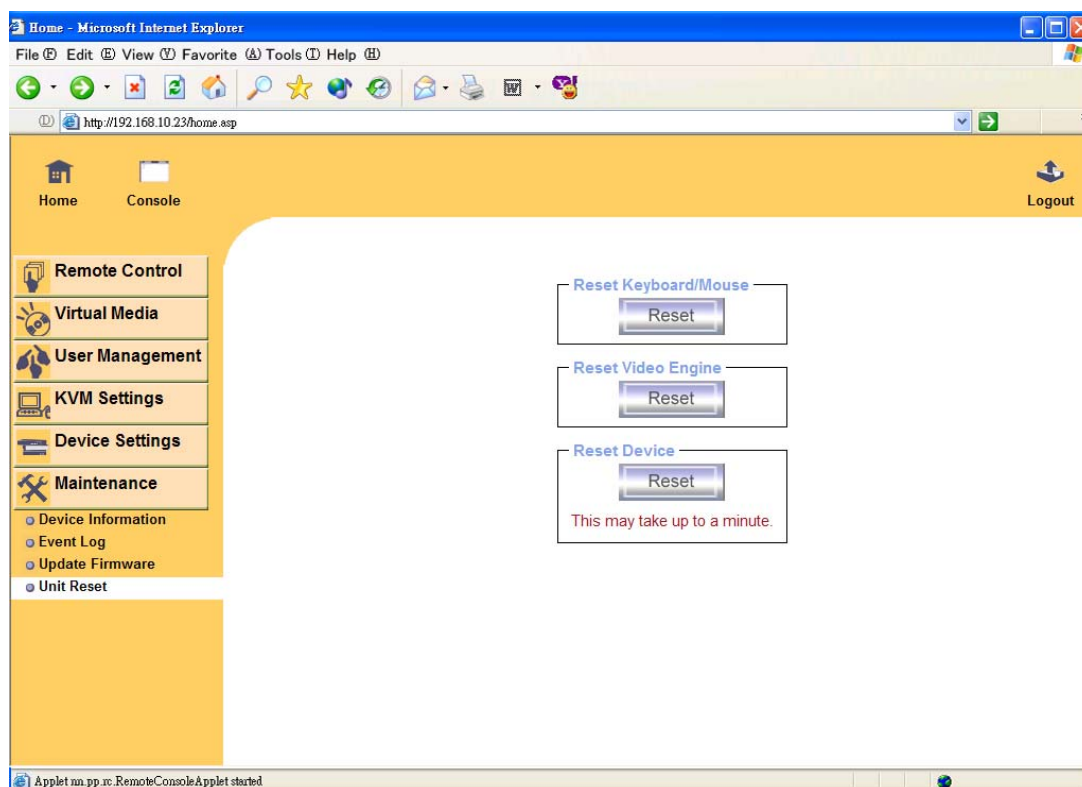 Home - Microsoft Internet Explorer
File (F) Edit (E) View (V) Favorite (A) Tools (T) Help (H)
(D) http://192.168.10.23/home.asp
Home
Console
Logout
Remote Control
Virtual Media
User Management
KVM Settings
Device Settings
Maintenance
Device Information
Event Log
Update Firmware
Unit Reset
Reset Keyboard/Mouse
Reset
Reset Video Engine
Reset
Reset Device
Reset
This may take up to a minute.
Applet nn.pp.rc.RemoteConsoleApplet started